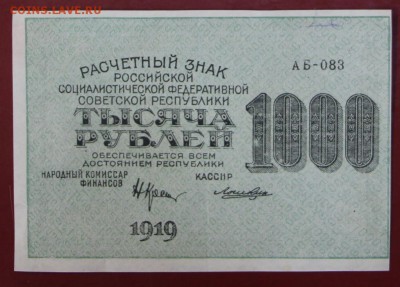 COINS.LAVE.RU
РАСЧЕТНЫЙ ЗНАК
РОССИЙСКОЙ
СОЦИАЛИСТИЧЕСКОЙ ФЕДЕРАТИВНОЙ
СОВЕТСКОЙ РЕСПУБЛИКИ
АБ-083
ТЫСЯЧА
РУБЛЕЙ
1000
ОБЕСПЕЧИВАЕТСЯ ВСЕМ
ДОСТОЯНИЕМ РЕСПУБЛИКИ
НАРОДНЫЙ КОМИССАР
ФИНАНСОВ
КАССИР
1919